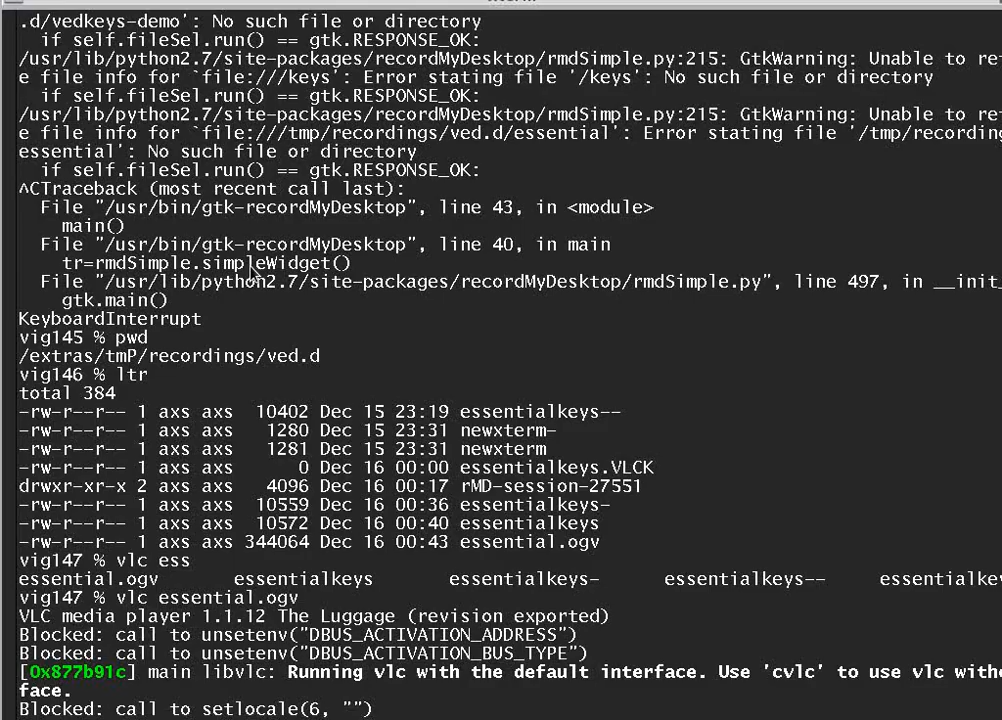 .d/vedkeys-demo': No such file or directory
if self.fileSel.run() == gtk.RESPONSE_OK:
/usr/lib/python2.7/site-packages/recordMyDesktop/rmdSimple.py:215: GtkWarning: Unable to ret
e file info for `file:///keys': Error stating file '/keys': No such file or directory
if self.fileSel.run() == gtk.RESPONSE_OK:
/usr/lib/python2.7/site-packages/recordMyDesktop/rmdSimple.py:215: GtkWarning: Unable to ret
e file info for `file:///tmp/recordings/ved.d/essential': Error stating file '/tmp/recording
essential': No such file or directory
if self.fileSel.run() == gtk.RESPONSE_OK:
^CTraceback (most recent call last):
File "/usr/bin/gtk-recordMyDesktop", line 43, in <module>
main()
File "/usr/bin/gtk-recordMyDesktop", line 40, in main
tr=rmdSimple.simpleWidget()
File "/usr/lib/python2.7/site-packages/recordMyDesktop/rmdSimple.py", line 497, in __init_
gtk.main()
KeyboardInterrupt
vig145 % pwd
/extras/tmP/recordings/ved.d
vig146 % ltr
total 384
-rw-r--r-- 1 axs axs 10402 Dec 15 23:19 essentialkeys--
-rw-r--r-- 1 axs axs 1280 Dec 15 23:31 newxterm-
-rw-r--r-- 1 axs axs 1281 Dec 15 23:31 newxterm
-rw-r--r-- 1 axs axs 0 Dec 16 00:00 essentialkeys.VLCK
drwxr-xr-x 2 axs axs 4096 Dec 16 00:17 rMD-session-27551
-rw-r--r-- 1 axs axs 10559 Dec 16 00:36 essentialkeys-
-rw-r--r-- 1 axs axs 10572 Dec 16 00:40 essentialkeys
-rw-r--r-- 1 axs axs 344064 Dec 16 00:43 essential.ogv
vig147 % vlc ess
essential.ogv essentialkeys essentialkeys- essentialkeys-- essentialkey
vig147 % vlc essential.ogv
VLC media player 1.1.12 The Luggage (revision exported)
Blocked: call to unsetenv("DBUS_ACTIVATION_ADDRESS")
Blocked: call to unsetenv("DBUS_ACTIVATION_BUS_TYPE")
[0x877b91c] main libvlc: Running vlc with the default interface. Use 'cvlc' to use vlc witho
face.
Blocked: call to setlocale(6, "")